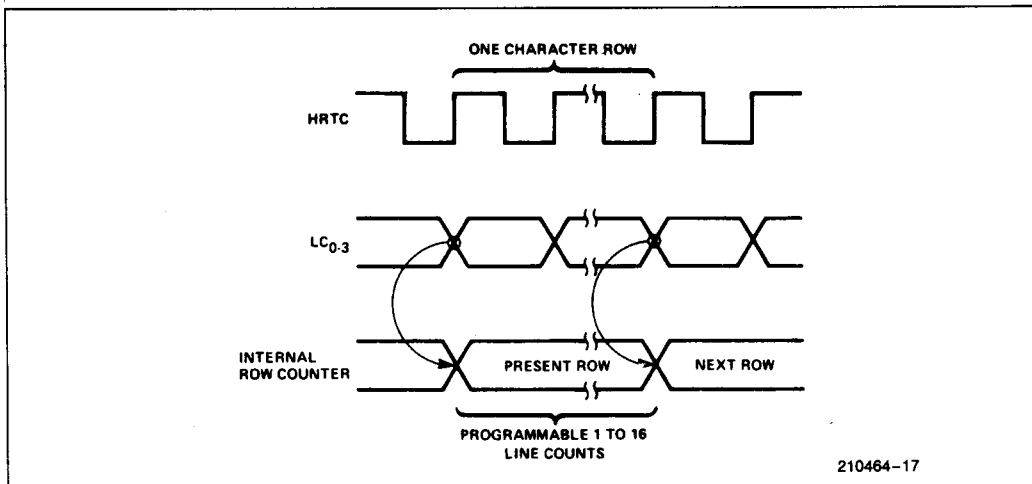 ONE CHARACTER ROW
HRTC
LC0-3
INTERNAL
ROW COUNTER
PRESENT ROW
NEXT ROW
PROGRAMMABLE 1 TO 16
LINE COUNTS
210464-17